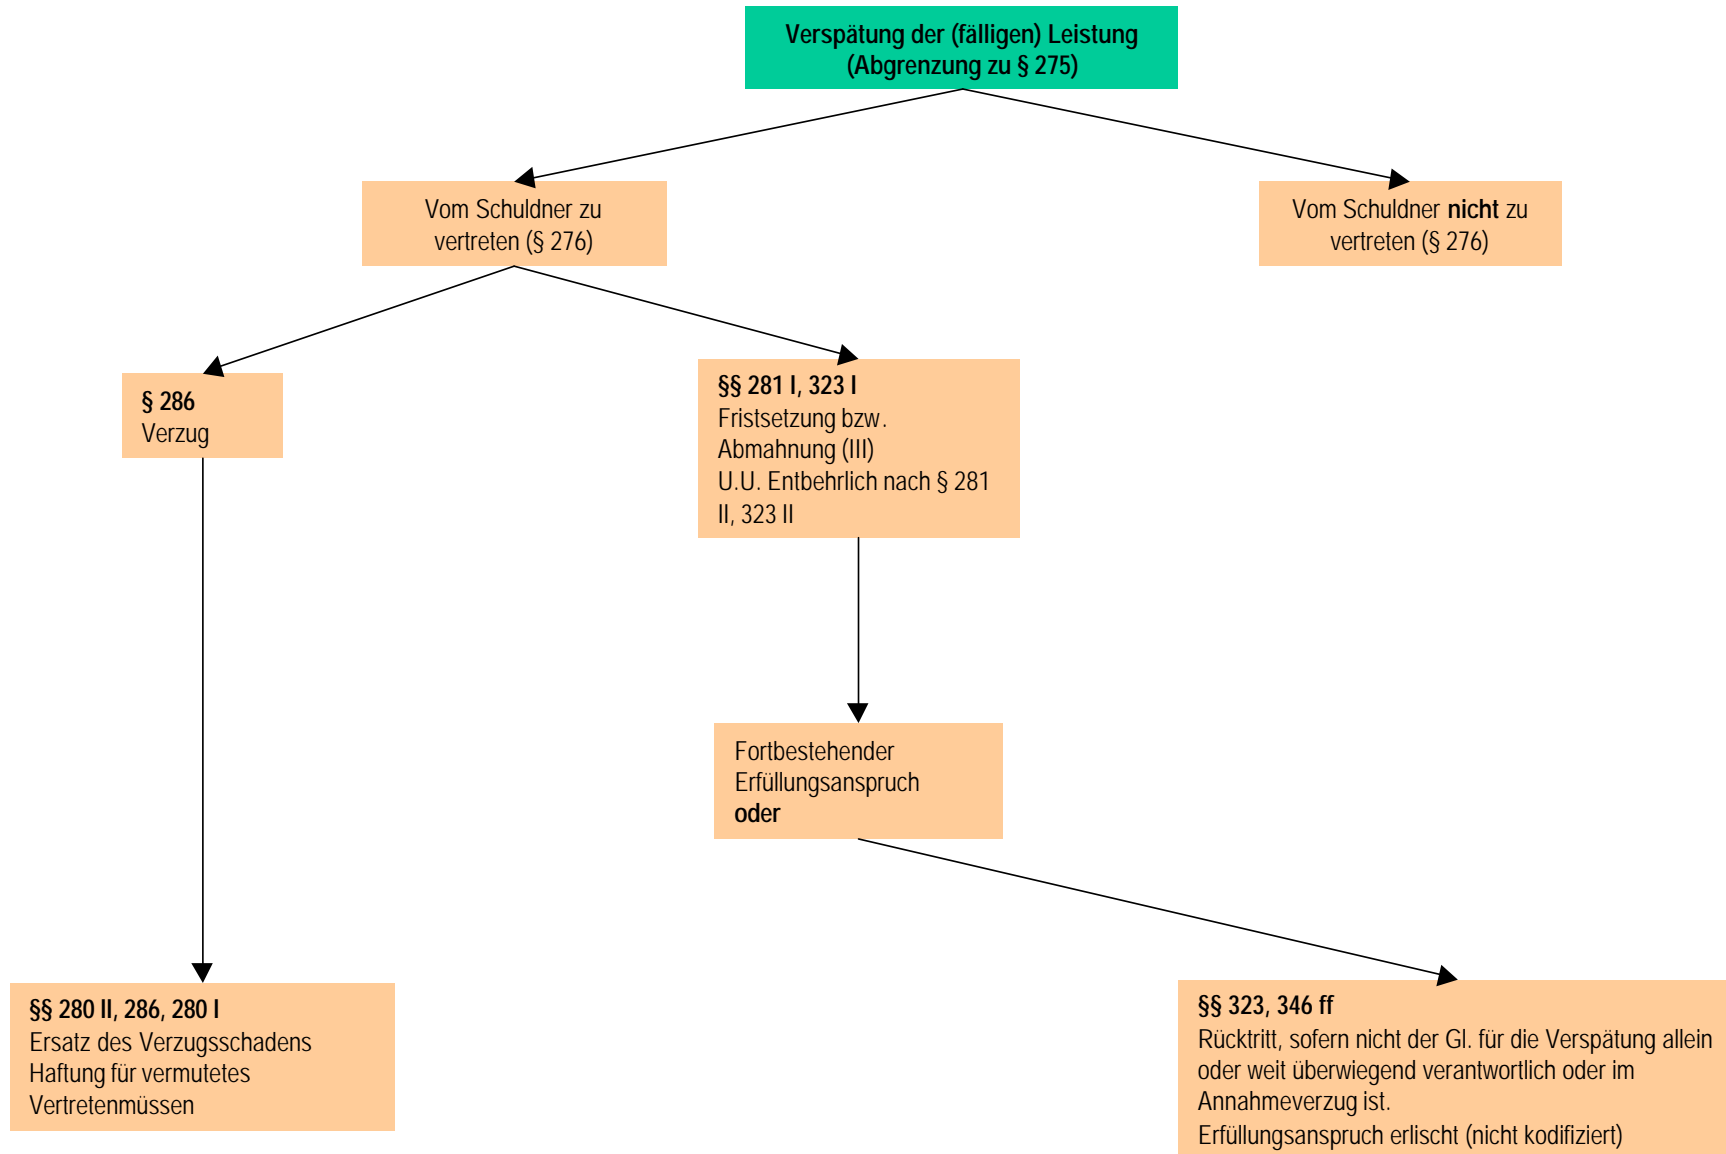 Verspätung der (fälligen) Leistung
(Abgrenzung zu § 275)
Vom Schuldner zu
vertreten (§ 276)
Vom Schuldner nicht zu
vertreten (§ 276)
§ 286
Verzug
§§ 281 I, 323 I
Fristsetzung bzw.
Abmahnung (III)
U.U. Entbehrlich nach § 281
II, 323 II
Fortbestehender
Erfüllungsanspruch
oder
§§ 280 II, 286, 280 I
Ersatz des Verzugsschadens
Haftung für vermutetes
Vertretenmüssen
§§ 323, 346 ff
Rücktritt, sofern nicht der Gl. für die Verspätung allein
oder weit überwiegend verantwortlich oder im
Annahmeverzug ist.
Erfüllungsanspruch erlischt (nicht kodifiziert)